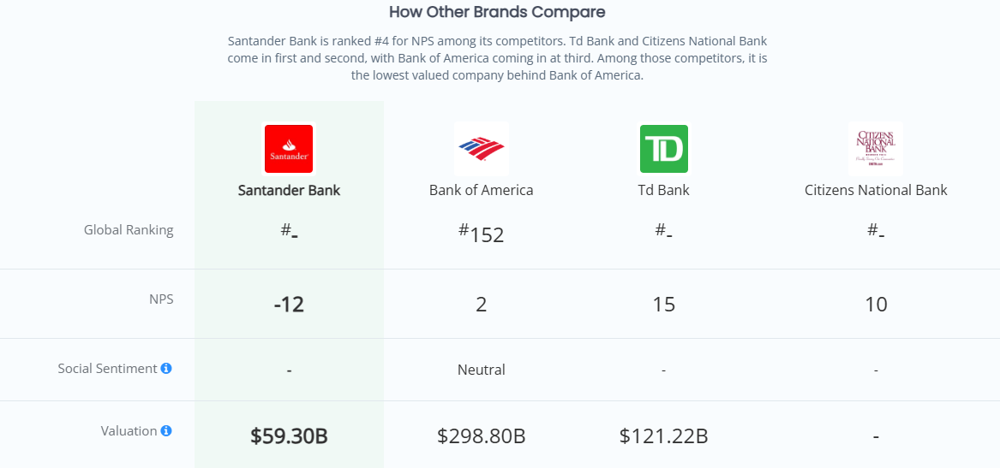 How Other Brands Compare
Santander Bank is ranked #4 for NPS among its competitors. Td Bank and Citizens National Bank
come in first and second, with Bank of America coming in at third. Among those competitors, it is
the lowest valued company behind Bank of America.
Santander
TD
CITIZENS
NATIONAL
BANK
Santander Bank
Bank of America
Td Bank
Citizens National Bank
Global Ranking
#-
#152
#-
#-
NPS
-12
2
15
10
Social Sentiment
-
Neutral
-
-
Valuation
$59.30B
$298.80B
$121.22B
-